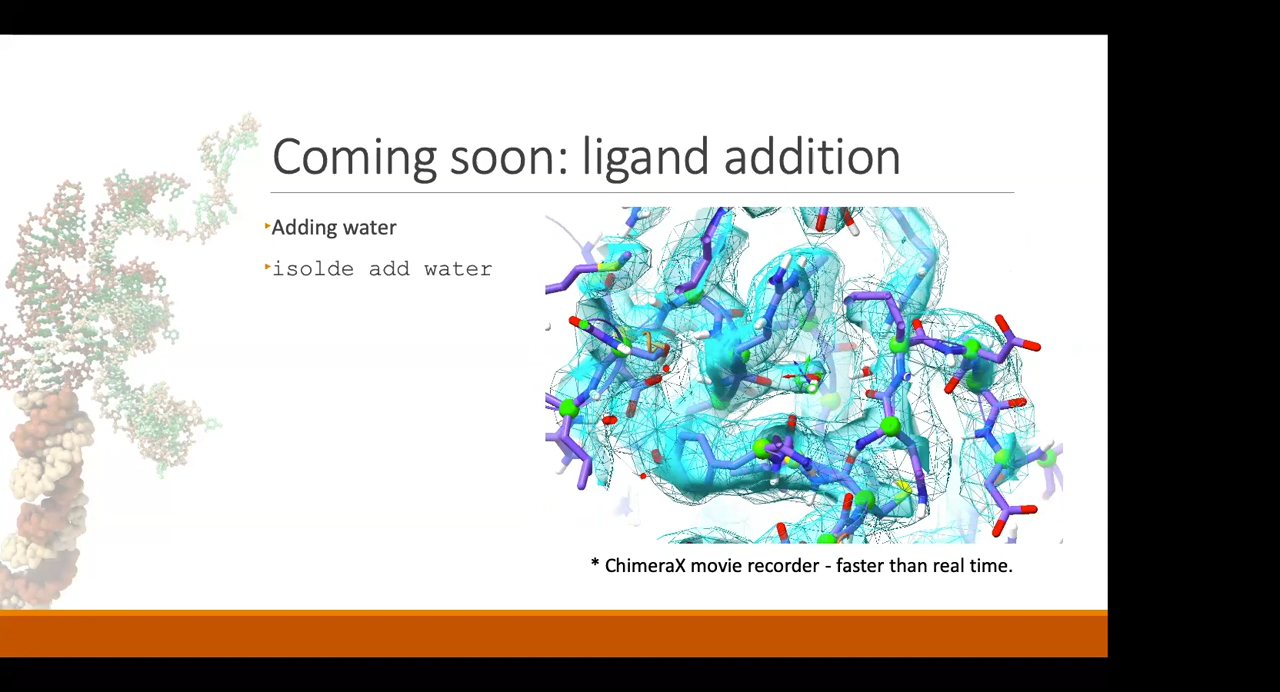 Coming soon: ligand addition
Adding water
isolde add water
* ChimeraX movie recorder - faster than real time.